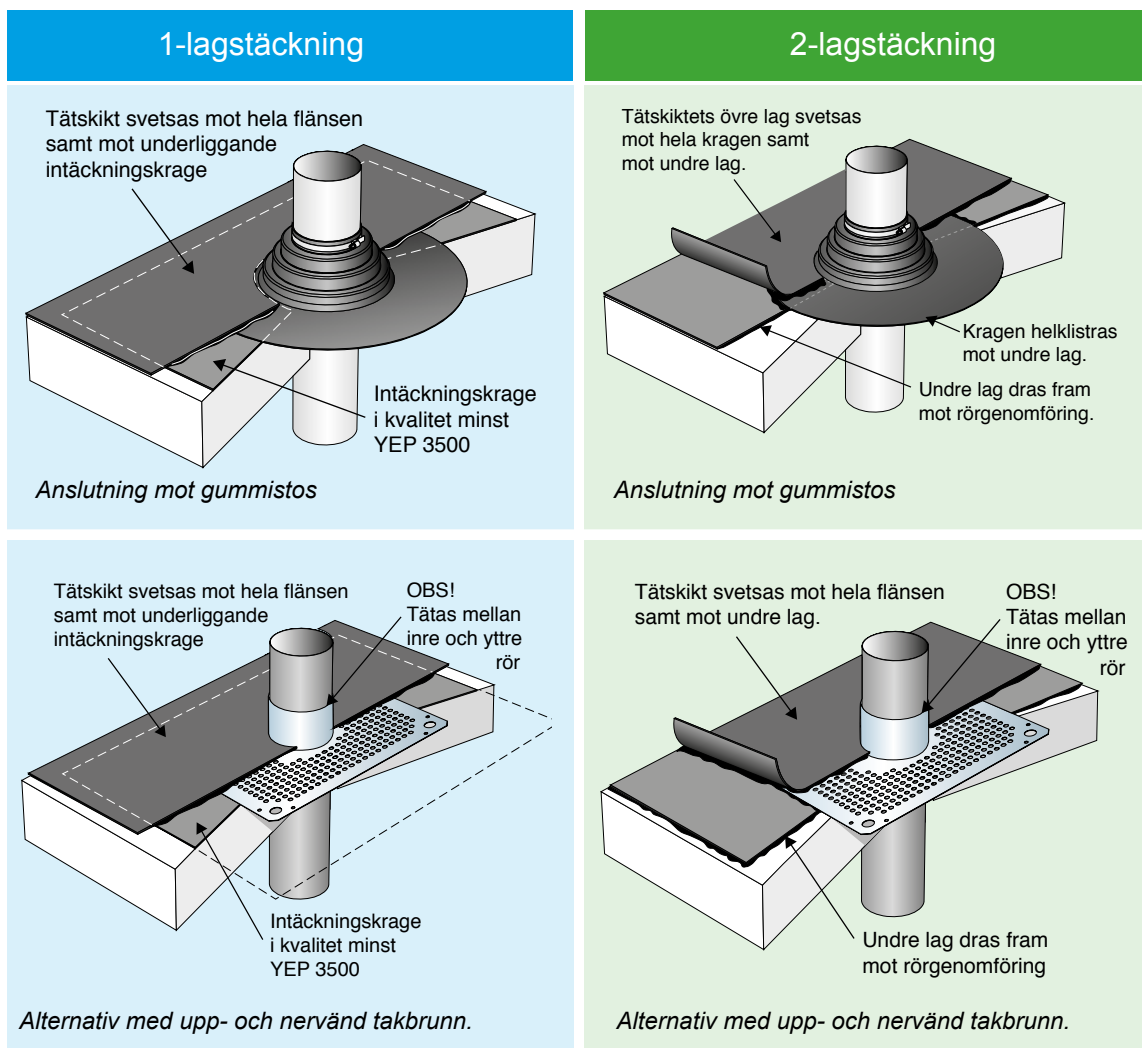 1-lagstäckning
2-lagstäckning
Tätskikt svetsas mot hela flänsen
samt mot underliggande
intäckningskrage
Intäckningskrage
i kvalitet minst
YEP 3500
Anslutning mot gummistos
Tätskiktets övre lag svetsas
mot hela kragen samt
mot undre lag.
Kragen helklistras
mot undre lag.
Undre lag dras fram
mot rörgenomföring.
Anslutning mot gummistos
Tätskikt svetsas mot hela flänsen
samt mot underliggande
intäckningskrage
OBS!
Tätas mellan
inre och yttre
rör
Intäckningskrage
i kvalitet minst
YEP 3500
Alternativ med upp- och nervänd takbrunn.
Tätskikt svetsas mot hela flänsen
samt mot undre lag.
OBS!
Tätas mellan
inre och yttre
rör
Undre lag dras fram
mot rörgenomföring
Alternativ med upp- och nervänd takbrunn.